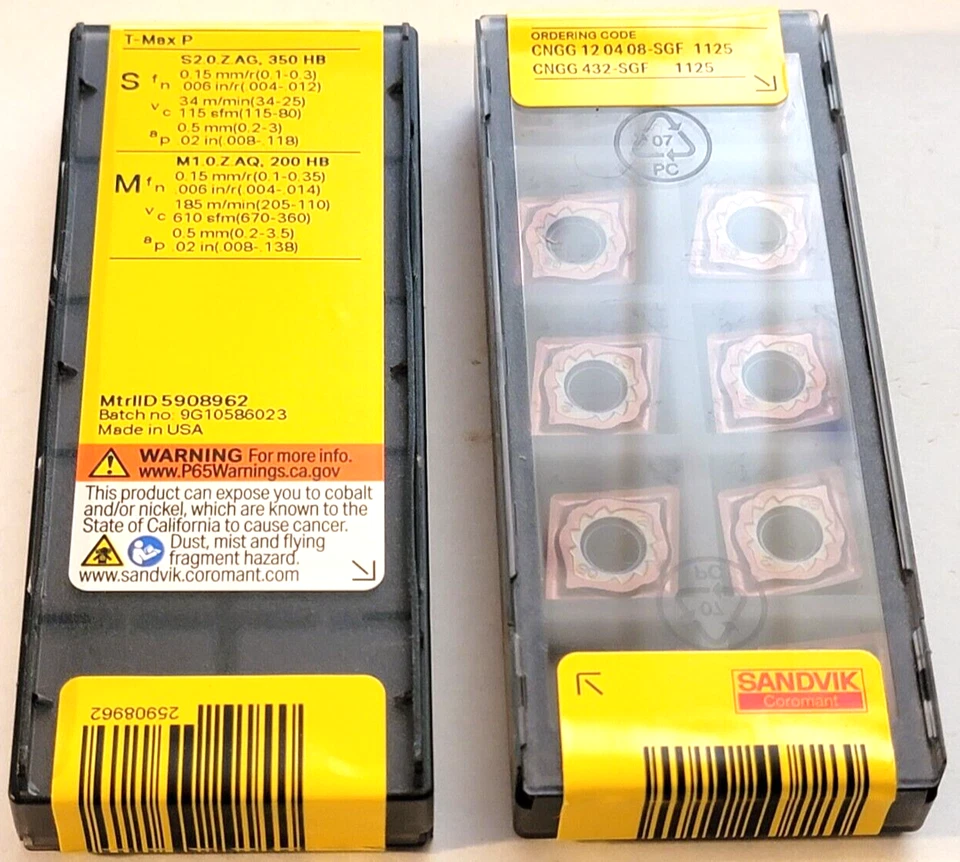 T-Max P
S2.0.Z.AG, 350 HB
S fn 0.15 mm/r(0.1-0.3)
.006 in/r(.004-.012)
vc 34 m/min(34-25)
115 sfm(115-80)
ap 0.5 mm(0.2-3)
.02 in(.008-.118)
M1.0.Z.AQ, 200 HB
M fn 0.15 mm/r(0.1-0.35)
.006 in/r(.004-.014)
vc 185 m/min(205-110)
610 sfm(670-360)
ap 0.5 mm(0.2-3.5)
.02 in(.008-.138)
MtrlID 5908962
Batch no: 9G10586023
Made in USA
WARNING For more info.
www.P65Warnings.ca.gov
This product can expose you to cobalt
and/or nickel, which are known to the
State of California to cause cancer.
Dust, mist and flying
fragment hazard.
www.sandvik.coromant.com
25908962
ORDERING CODE
CNGG 12 04 08-SGF 1125
CNGG 432-SGF 1125
07
PC
PC
07
SANDVIK
Coromant